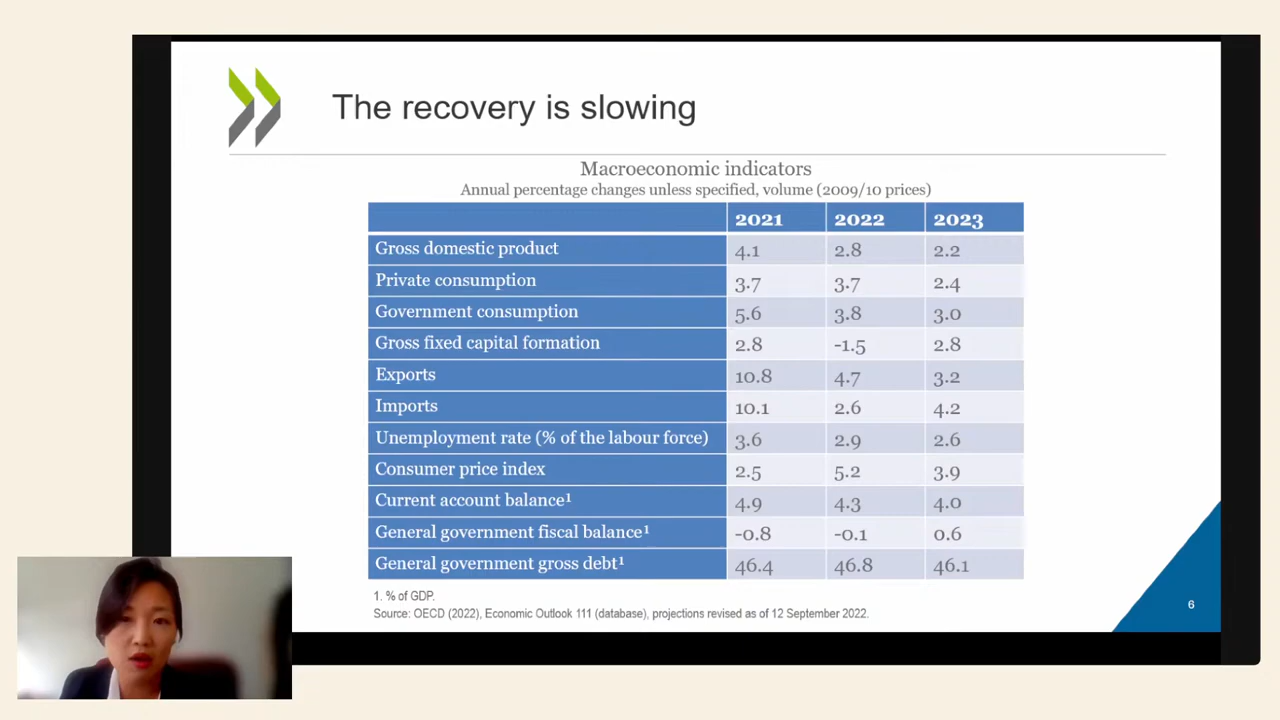 The recovery is slowing
Macroeconomic indicators
Annual percentage changes unless specified, volume (2009/10 prices)
2021 2022 2023
Gross domestic product 4.1 2.8 2.2
Private consumption 3.7 3.7 2.4
Government consumption 5.6 3.8 3.0
Gross fixed capital formation 2.8 -1.5 2.8
Exports 10.8 4.7 3.2
Imports 10.1 2.6 4.2
Unemployment rate (% of the labour force) 3.6 2.9 2.6
Consumer price index 2.5 5.2 3.9
Current account balance¹ 4.9 4.3 4.0
General government fiscal balance¹ -0.8 -0.1 0.6
General government gross debt¹ 46.4 46.8 46.1
1. % of GDP.
Source: OECD (2022), Economic Outlook 111 (database), projections revised as of 12 September 2022.
6